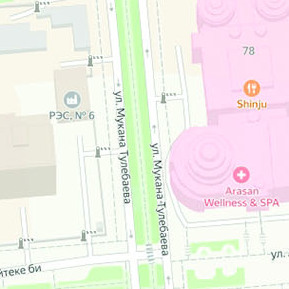 78
Shinju
РЭС, № 6
ул. Мукана Тулебаева
ул. Мукана Тулебаева
Arasan
Wellness & SPA
йтеке би
ул.